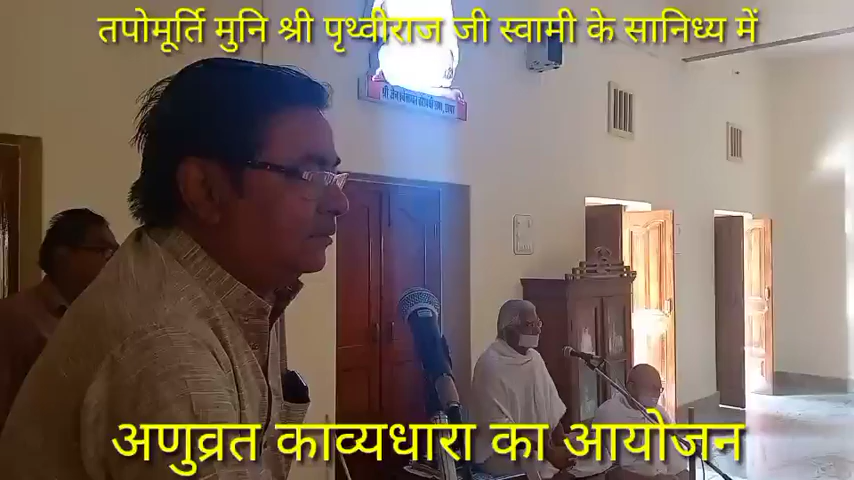 तपोमूर्ति मुनि श्री पृथ्वीराज जी स्वामी के सानिध्य में
अणुव्रत काव्यधारा का आयोजन